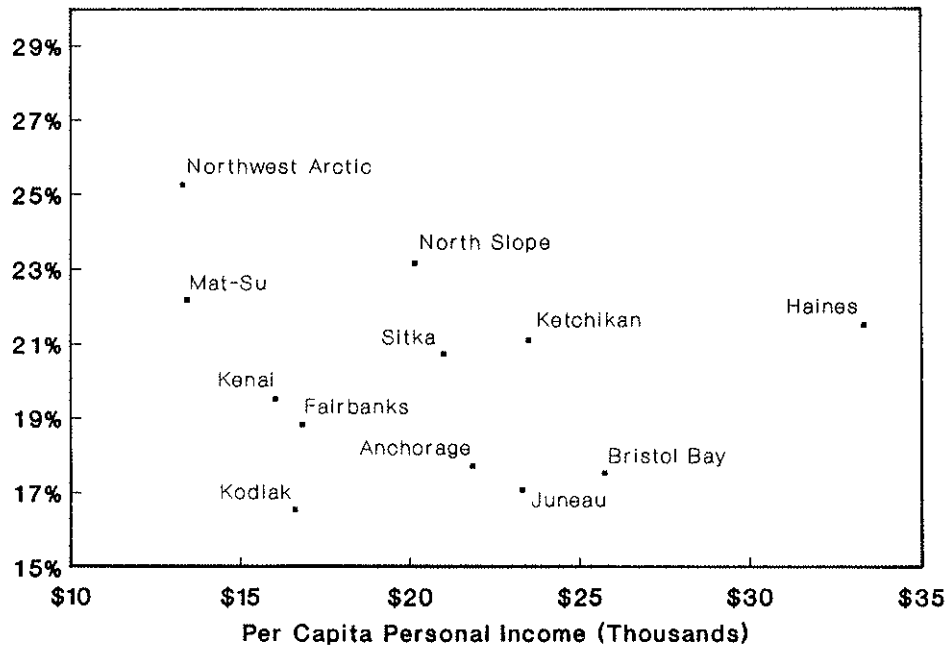 29%
27%
Northwest Arctic
25%
North Slope
23%
Mat-Su
Haines
Ketchikan
Sitka
21%
Kenai
Fairbanks
19%
Anchorage
Bristol Bay
Kodiak
17%
Juneau
15%
$10 $15 $20 $25 $30 $35
Per Capita Personal Income (Thousands)